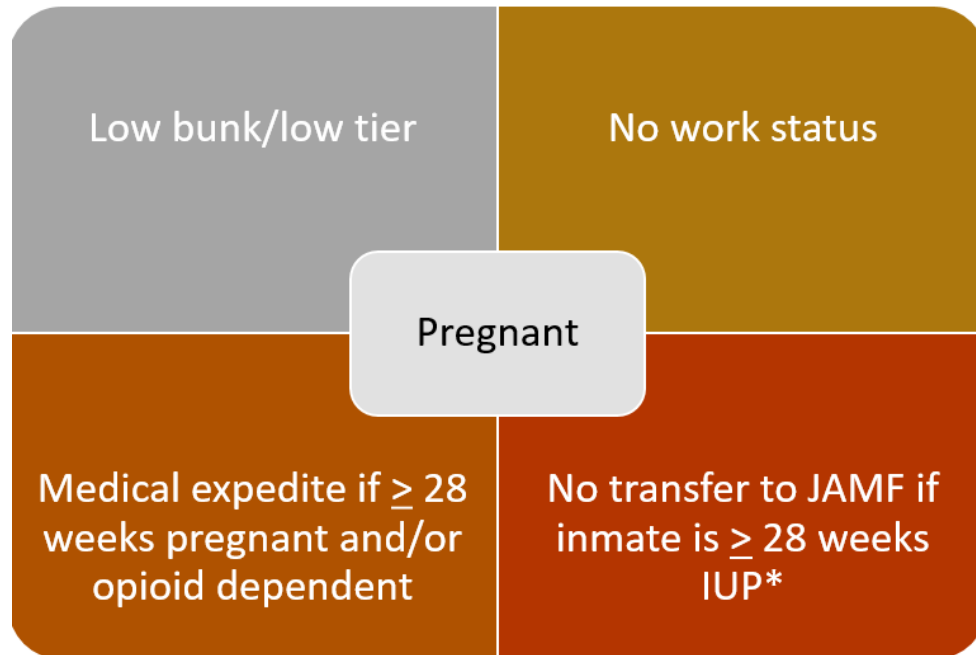 Low bunk/low tier
No work status
Pregnant
Medical expedite if ≥ 28
weeks pregnant and/or
opioid dependent
No transfer to JAMF if
inmate is ≥ 28 weeks
IUP*